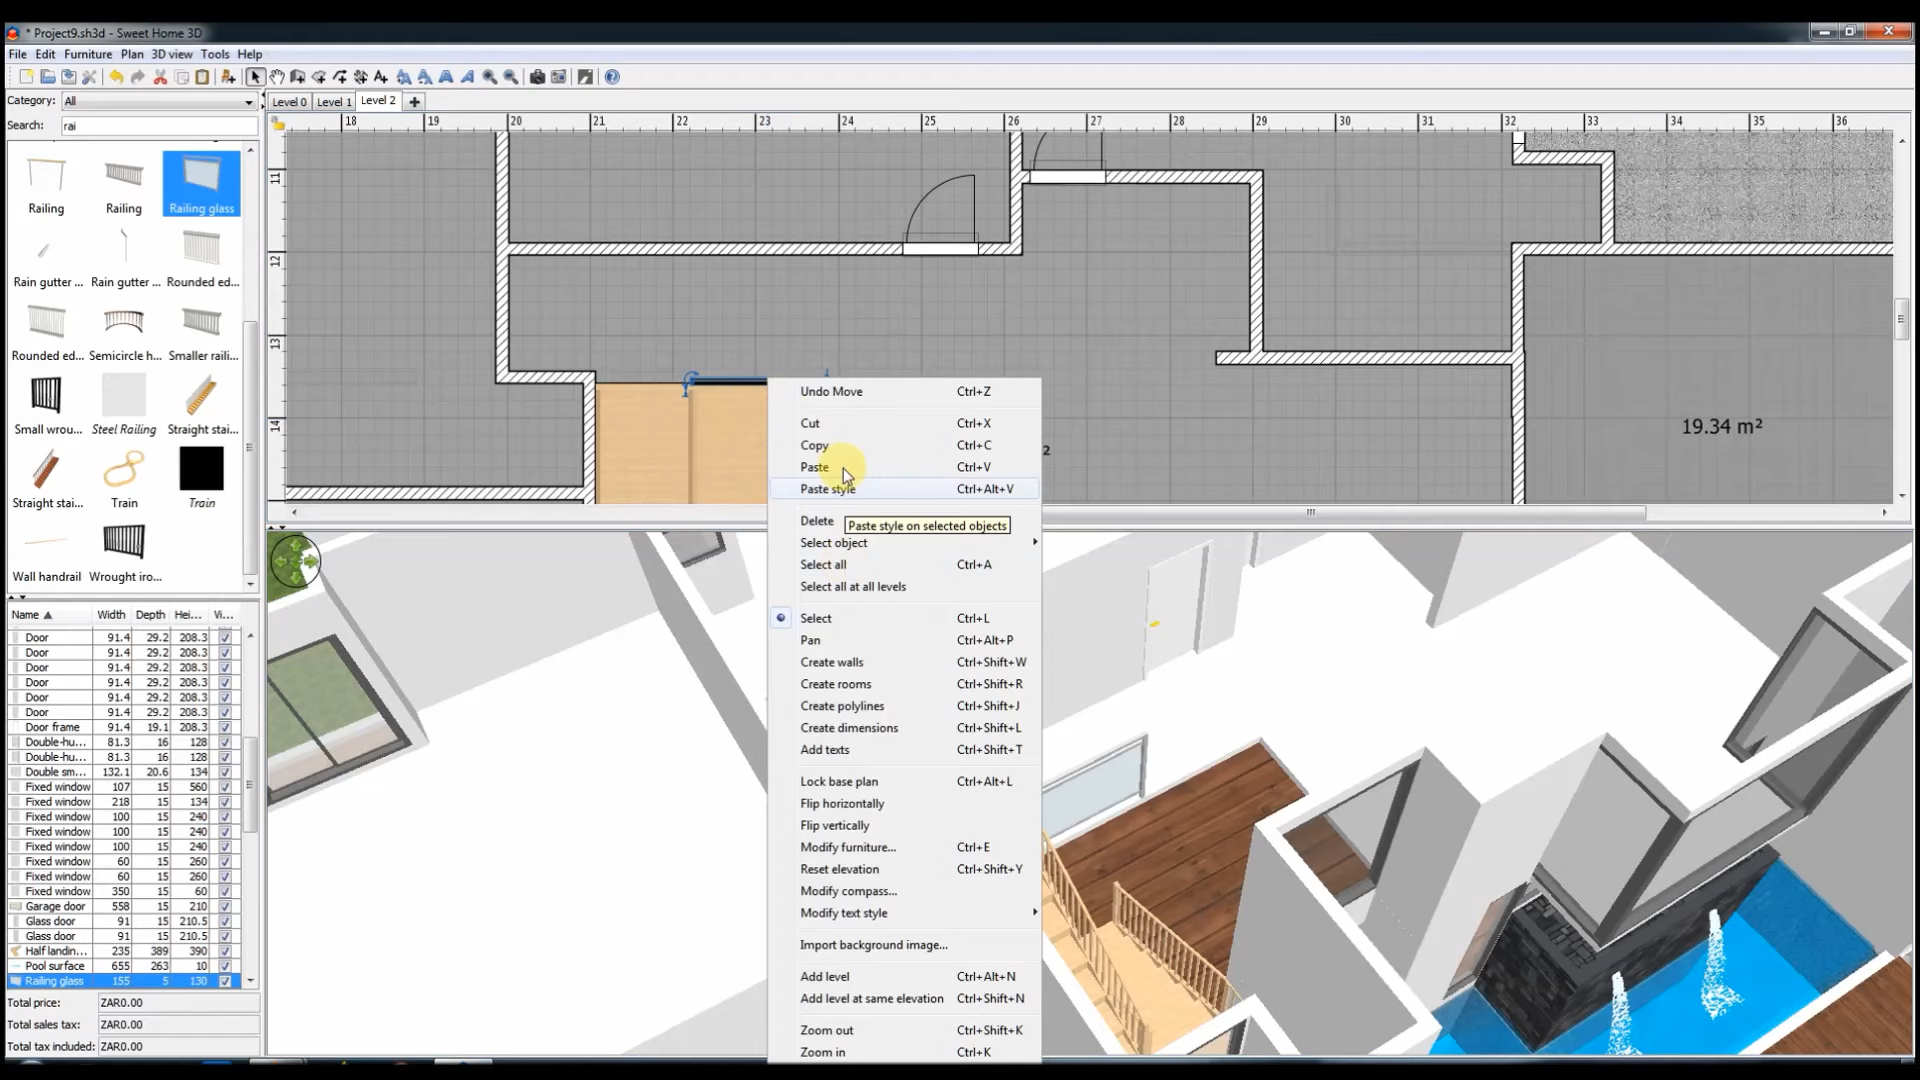 * Project9.sh3d - Sweet Home 3D
File Edit Furniture Plan 3D view Tools Help
Category: All
Search: rai
Railing Railing Railing glass
Rain gutter ... Rain gutter ... Rounded ed...
Rounded ed... Semicircle h... Smaller raili...
Small wrou... Steel Railing Straight stai...
Straight stai... Train Train
Wall handrail Wrought iro...
Name Width Depth Hei... Vi...
Door 91.4 29.2 208.3
Door 91.4 29.2 208.3
Door 91.4 29.2 208.3
Door 91.4 29.2 208.3
Door 91.4 29.2 208.3
Door 91.4 29.2 208.3
Door frame 91.4 19.1 208.3
Double-hu... 81.3 16 128
Double-hu... 81.3 16 128
Double sm... 132.1 20.6 134
Fixed window 107 15 560
Fixed window 218 15 134
Fixed window 100 15 240
Fixed window 100 15 240
Fixed window 100 15 240
Fixed window 60 15 260
Fixed window 60 15 260
Fixed window 350 15 60
Garage door 558 15 210
Glass door 91 15 210.5
Glass door 91 15 210.5
Half landin... 235 389 390
Pool surface 655 263 10
Railing glass 155 5 130
Total price: ZAR0.00
Total sales tax: ZAR0.00
Total tax included: ZAR0.00
Level 0 Level 1 Level 2
18 19 20 21 22 23 24 25 26 27 28 29 30 31 32 33 34 35 36
11
12
13
14
2
19.34 m²
Undo Move Ctrl+Z
Cut Ctrl+X
Copy Ctrl+C
Paste Ctrl+V
Paste style Ctrl+Alt+V
Delete
Paste style on selected objects
Select object
Select all Ctrl+A
Select all at all levels
Select Ctrl+L
Pan Ctrl+Alt+P
Create walls Ctrl+Shift+W
Create rooms Ctrl+Shift+R
Create polylines Ctrl+Shift+J
Create dimensions Ctrl+Shift+L
Add texts Ctrl+Shift+T
Lock base plan Ctrl+Alt+L
Flip horizontally
Flip vertically
Modify furniture... Ctrl+E
Reset elevation Ctrl+Shift+Y
Modify compass...
Modify text style
Import background image...
Add level Ctrl+Alt+N
Add level at same elevation Ctrl+Shift+N
Zoom out Ctrl+Shift+K
Zoom in Ctrl+K